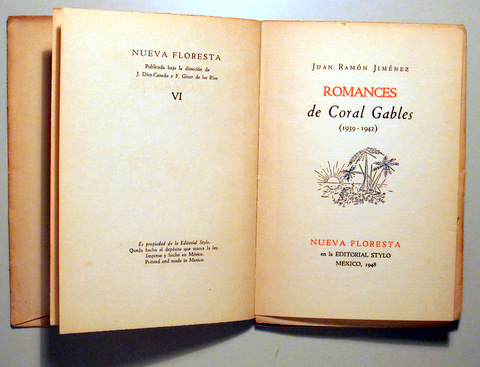 NUEVA FLORESTA
Publicada bajo la dirección de
J. Díez-Canedo y F. Giner de los Ríos
VI
Es propiedad de la Editorial Stylo.
Queda hecho el depósito que marca la ley.
Impreso y hecho en México.
Printed and made in Mexico.
JUAN RAMÓN JIMÉNEZ
ROMANCES
de Coral Gables
(1939-1942)
NUEVA FLORESTA
en la EDITORIAL STYLO
MEXICO, 1948